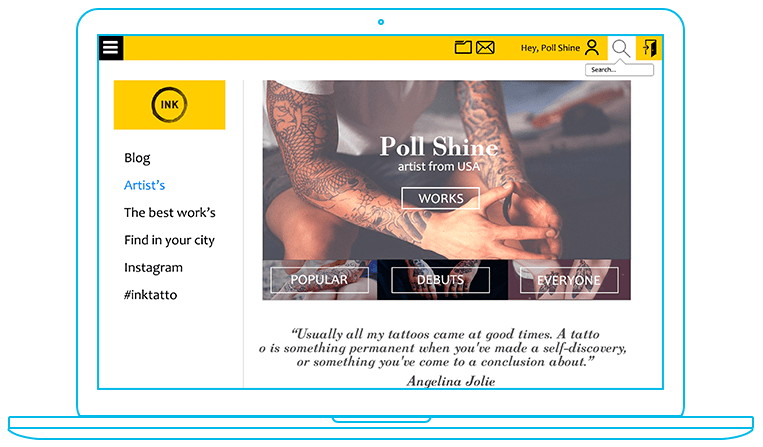 Hey, Poll Shine
Search...
INK
Blog
Artist's
The best work's
Find in your city
Instagram
#inktatto
Poll Shine
artist from USA
WORKS
POPULAR
DEBUTS
EVERYONE
“Usually all my tattoos came at good times. A tatto
o is something permanent when you've made a self-discovery,
or something you've come to a conclusion about.”
Angelina Jolie